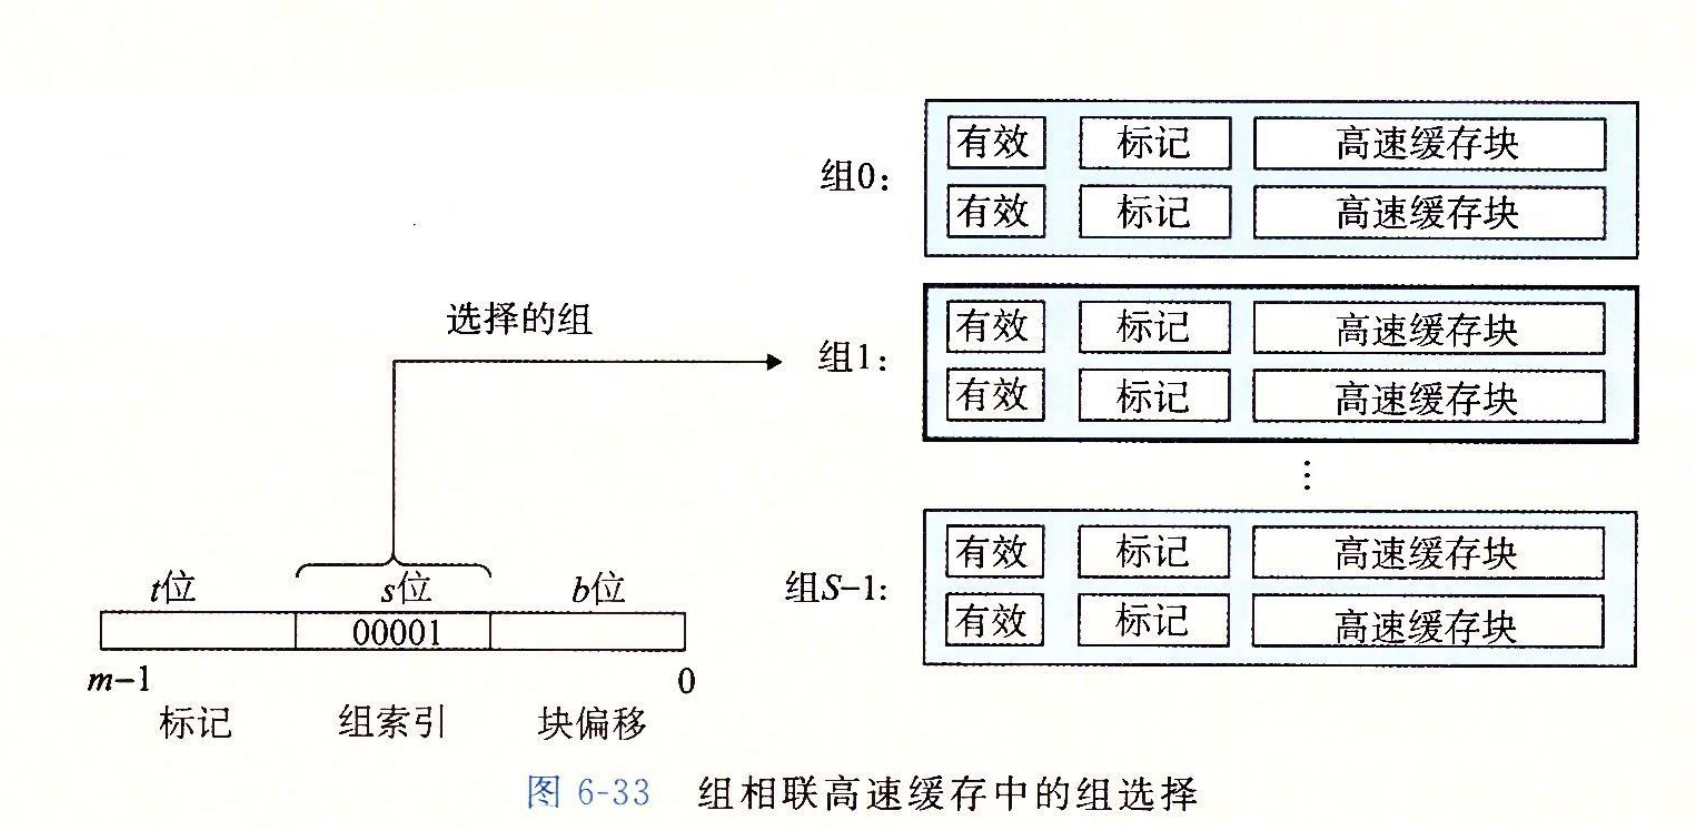 组0： 有效 标记 高速缓存块
有效 标记 高速缓存块
选择的组
组1： 有效 标记 高速缓存块
有效 标记 高速缓存块
⋮
组S−1： 有效 标记 高速缓存块
有效 标记 高速缓存块
t位 s位 b位
00001
m−1 0
标记 组索引 块偏移
图 6-33 组相联高速缓存中的组选择